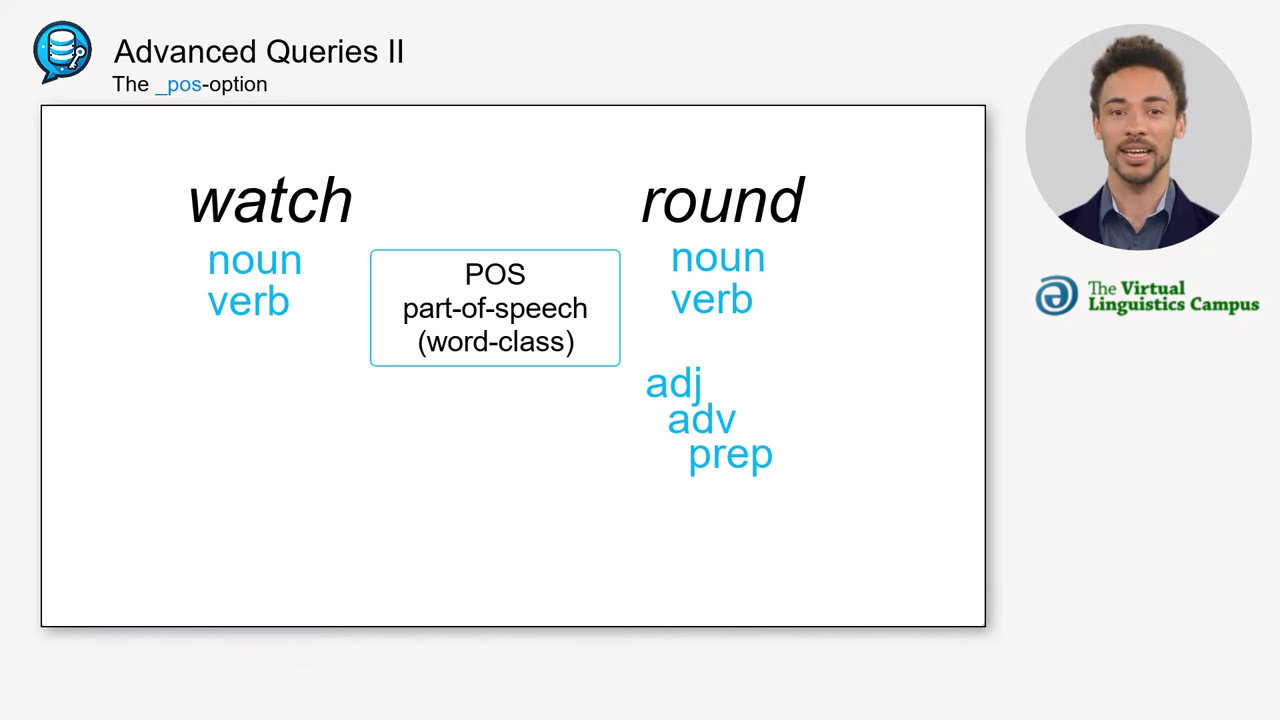 Advanced Queries II
The _pos-option
watch
noun
verb
POS
part-of-speech
(word-class)
round
noun
verb
adj
adv
prep
The Virtual
Linguistics Campus